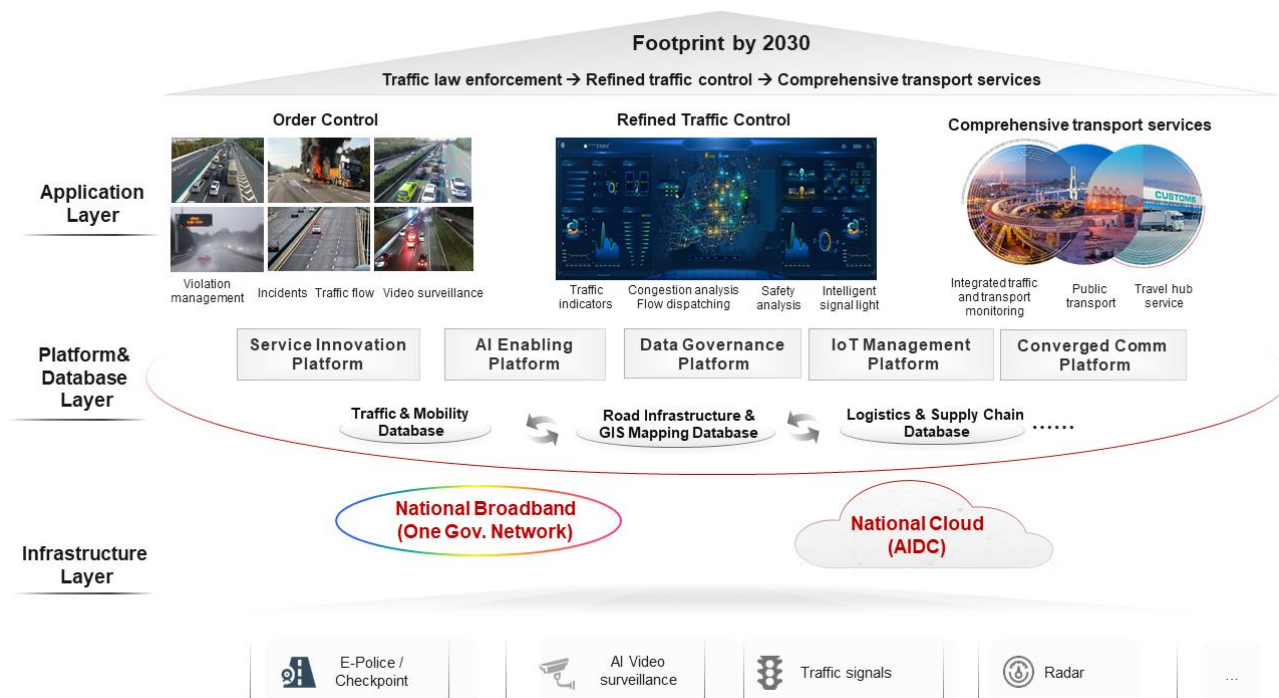 Footprint by 2030
Traffic law enforcement → Refined traffic control → Comprehensive transport services
Order Control
Refined Traffic Control
Comprehensive transport services
Application
Layer
CUSTOMS
Violation
management
Incidents
Traffic flow
Video surveillance
Traffic
indicators
Congestion analysis
Flow dispatching
Safety
analysis
Intelligent
signal light
Integrated traffic
and transport
monitoring
Public
transport
Travel hub
service
Platform&
Database
Layer
Service Innovation
Platform
AI Enabling
Platform
Data Governance
Platform
IoT Management
Platform
Converged Comm
Platform
Traffic & Mobility
Database
Road Infrastructure &
GIS Mapping Database
Logistics & Supply Chain
Database
......
Infrastructure
Layer
National Broadband
(One Gov. Network)
National Cloud
(AIDC)
E-Police /
Checkpoint
AI Video
surveillance
Traffic signals
Radar
...